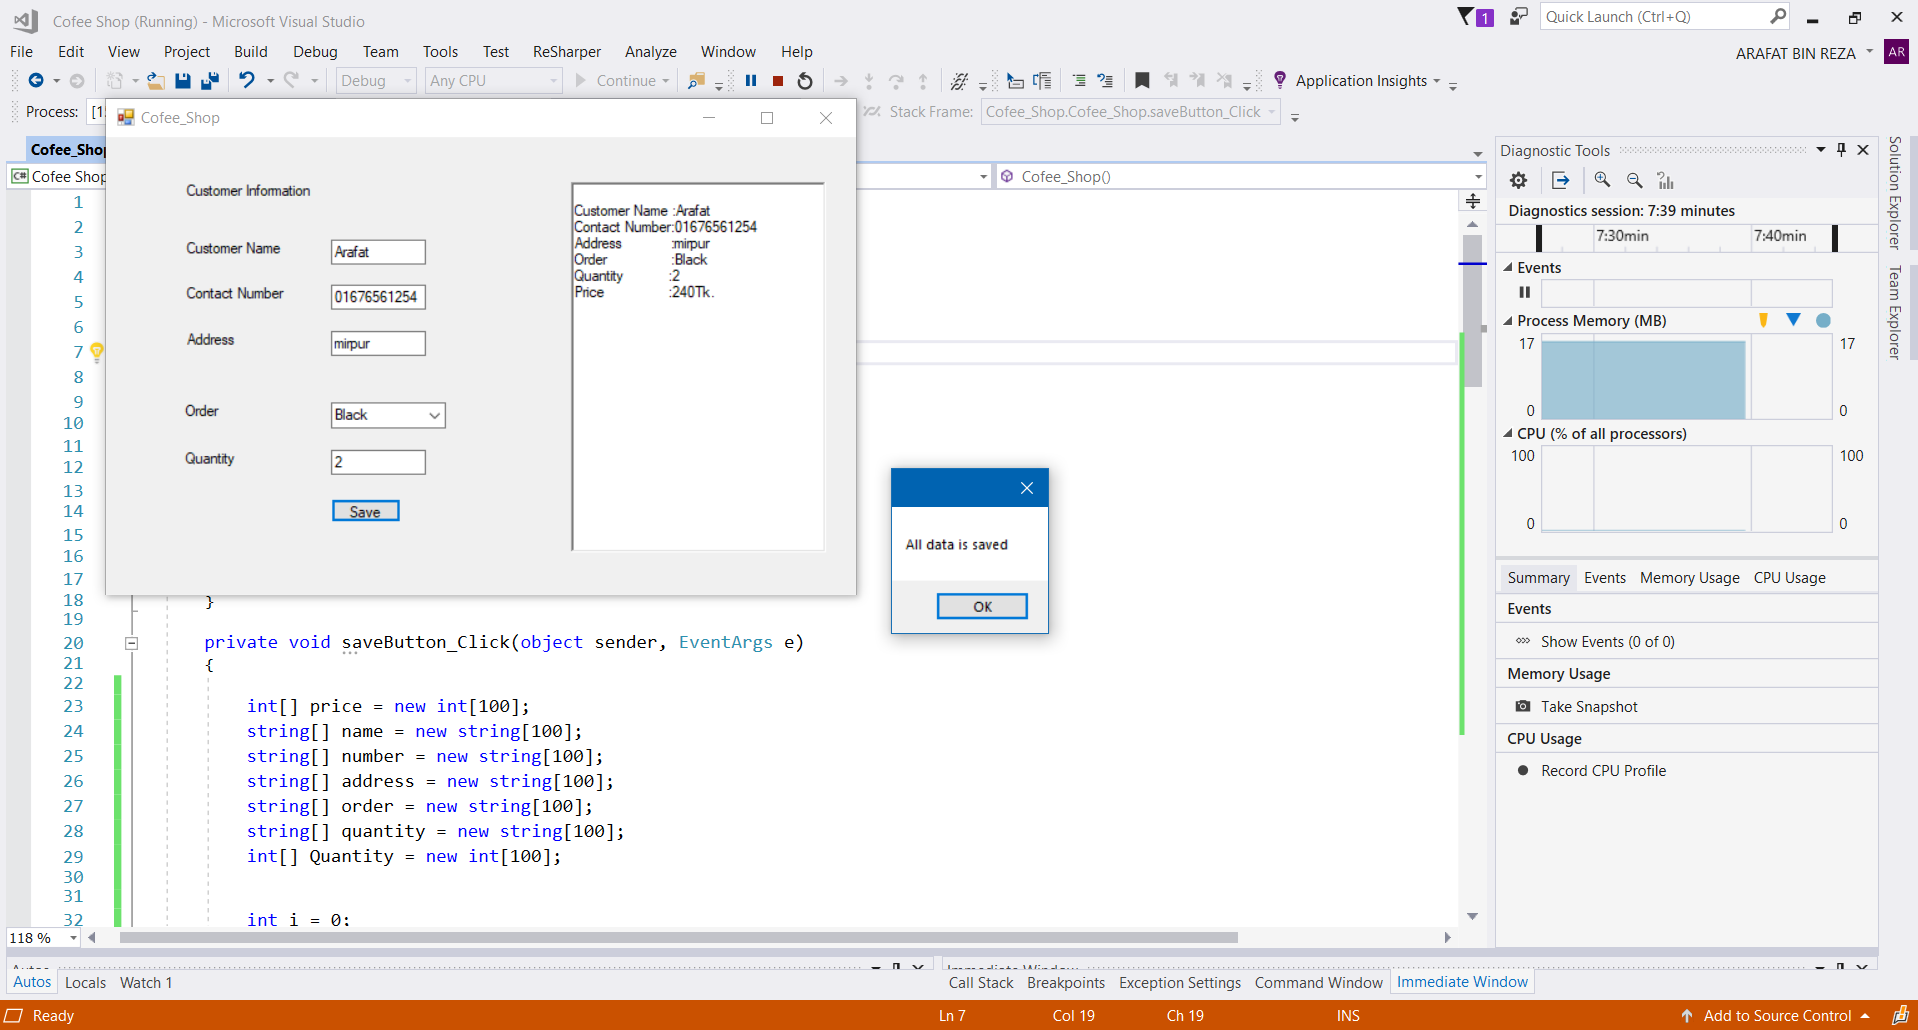 Cofee Shop (Running) - Microsoft Visual Studio
1
Quick Launch (Ctrl+Q)
File Edit View Project Build Debug Team Tools Test ReSharper Analyze Window Help
ARAFAT BIN REZA AR
Debug Any CPU Continue Application Insights
Process: [1
Stack Frame: Cofee_Shop.Cofee_Shop.saveButton_Click
Cofee_Shop
Cofee_Shop
C# Cofee Shop
Cofee_Shop()
Customer Information
Customer Name Arafat
Contact Number 01676561254
Address mirpur
Order Black
Quantity 2
Save
Customer Name :Arafat
Contact Number:01676561254
Address :mirpur
Order :Black
Quantity :2
Price :240Tk.
All data is saved
OK
1
2
3
4
5
6
7
8
9
10
11
12
13
14
15
16
17
18 }
19
20 private void saveButton_Click(object sender, EventArgs e)
21 {
22
23 int[] price = new int[100];
24 string[] name = new string[100];
25 string[] number = new string[100];
26 string[] address = new string[100];
27 string[] order = new string[100];
28 string[] quantity = new string[100];
29 int[] Quantity = new int[100];
30
31
32 int i = 0;
118 %
Diagnostic Tools
Diagnostics session: 7:39 minutes
7:30min 7:40min
Events
Process Memory (MB)
17 17
0 0
CPU (% of all processors)
100 100
0 0
Summary Events Memory Usage CPU Usage
Events
Show Events (0 of 0)
Memory Usage
Take Snapshot
CPU Usage
Record CPU Profile
Solution Explorer
Team Explorer
Autos
Immediate Window
Autos Locals Watch 1
Call Stack Breakpoints Exception Settings Command Window Immediate Window
Ready
Ln 7 Col 19 Ch 19 INS
Add to Source Control